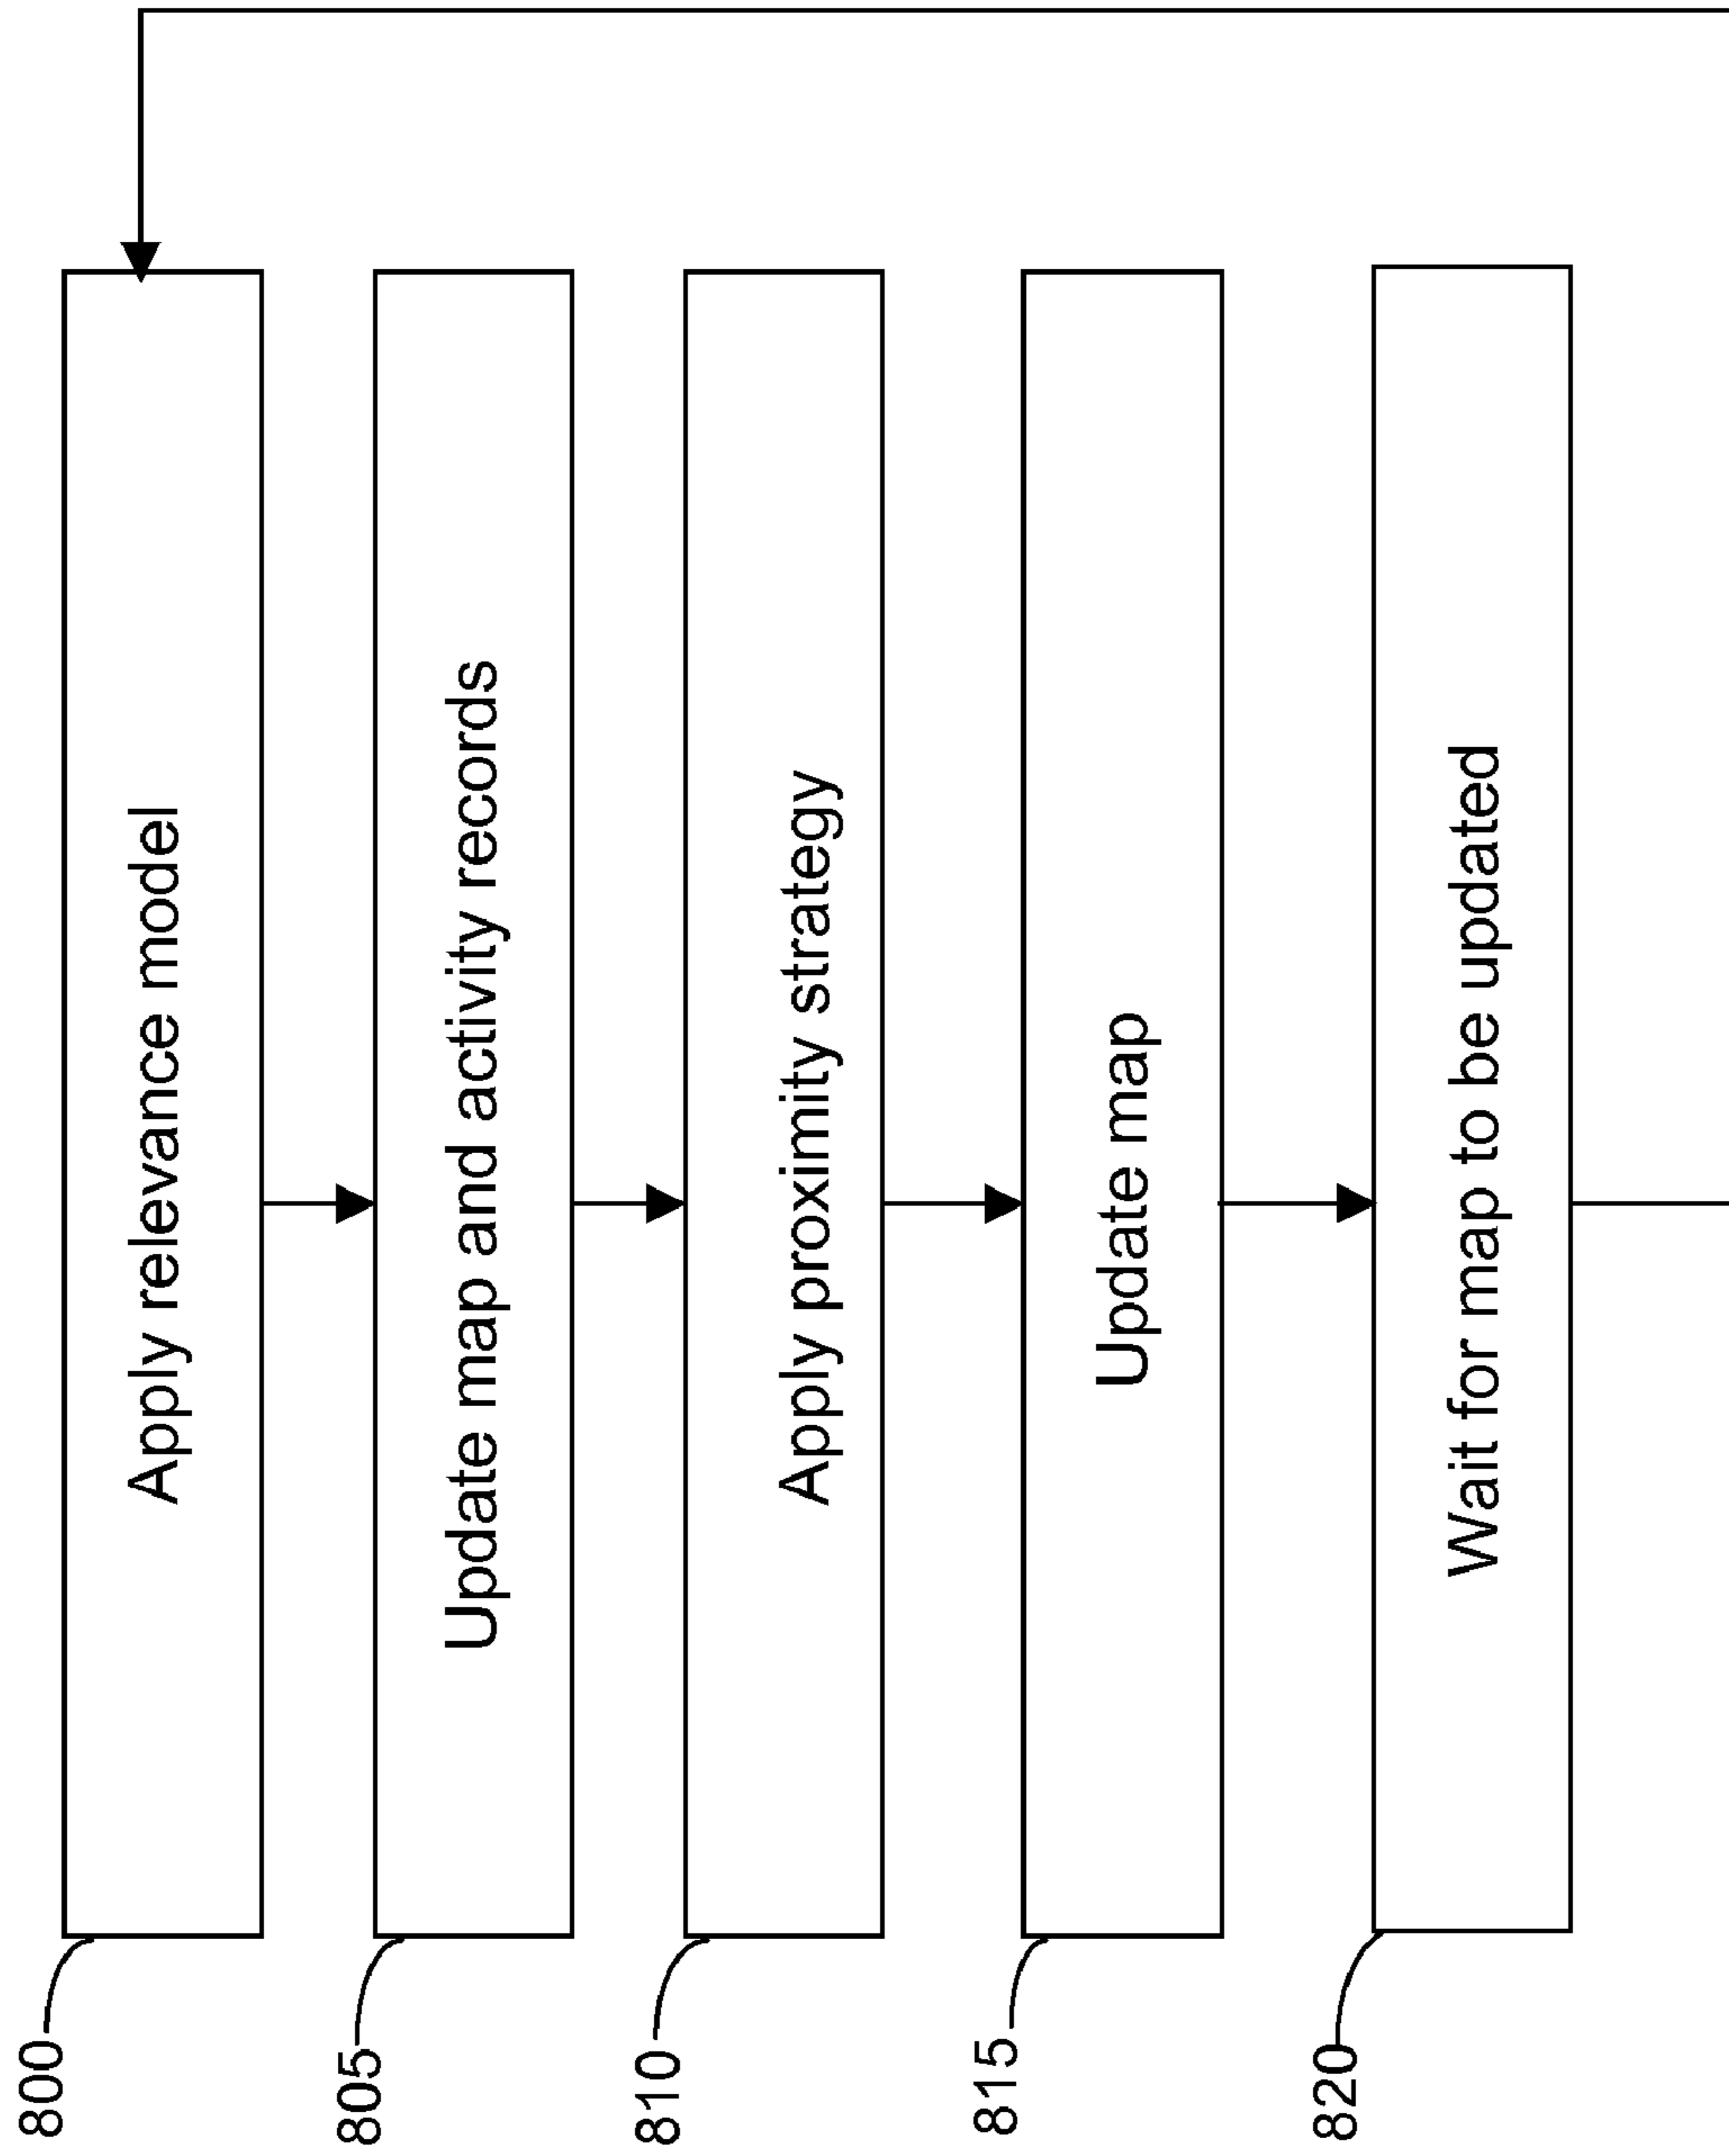 800
Apply relevance model
805
Update map and activity records
810
Apply proximity strategy
815
Update map
820
Wait for map to be updated